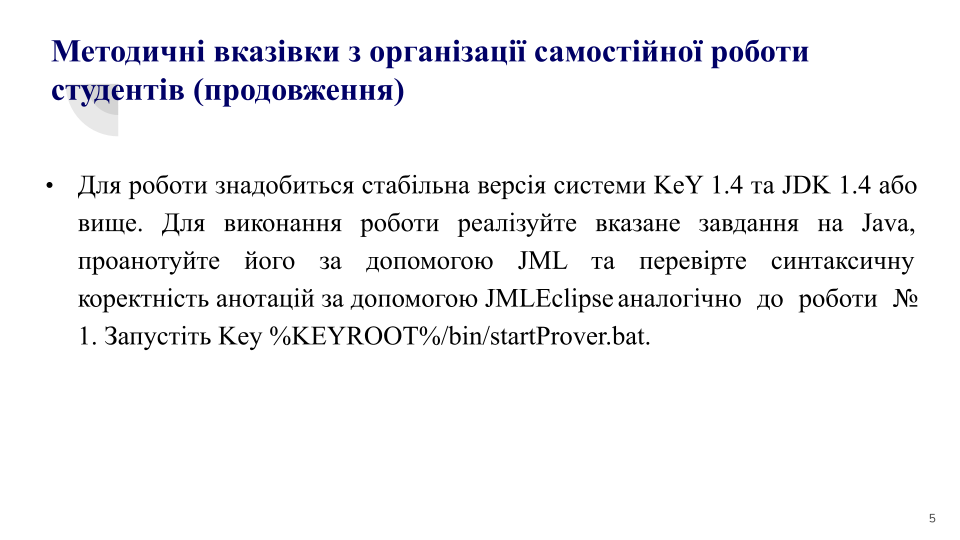 Методичні вказівки з організації самостійної роботи
студентів (продовження)
• Для роботи знадобиться стабільна версія системи KeY 1.4 та JDK 1.4 або
вище. Для виконання роботи реалізуйте вказане завдання на Java,
проанотуйте його за допомогою JML та перевірте синтаксичну
коректність анотацій за допомогою JMLEclipse аналогічно до роботи №
1. Запустіть Key %KEYROOT%/bin/startProver.bat.
5